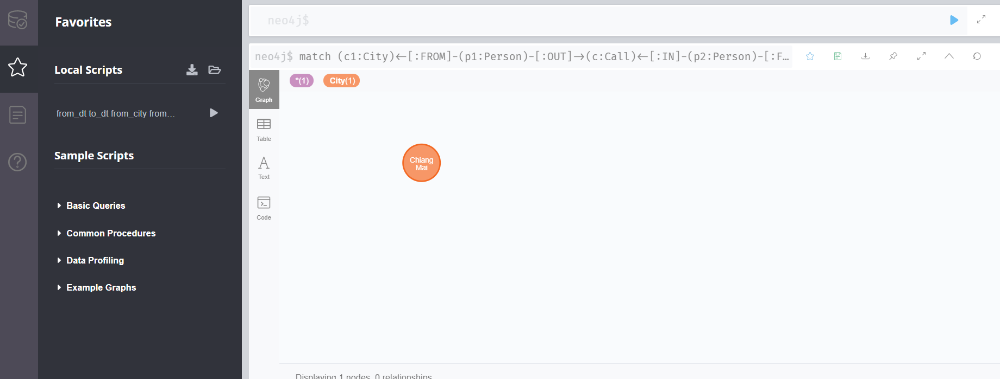 Favorites
Local Scripts
from_dt to_dt from_city from...
Sample Scripts
Basic Queries
Common Procedures
Data Profiling
Example Graphs
neo4j$
neo4j$ match (c1:City)<-[:FROM]-(p1:Person)-[:OUT]->(c:Call)<-[:IN]-(p2:Person)-[:F...
Graph
Table
Text
Code
*(1) City(1)
Chiang
Mai
Displaying 1 nodes, 0 relationships.